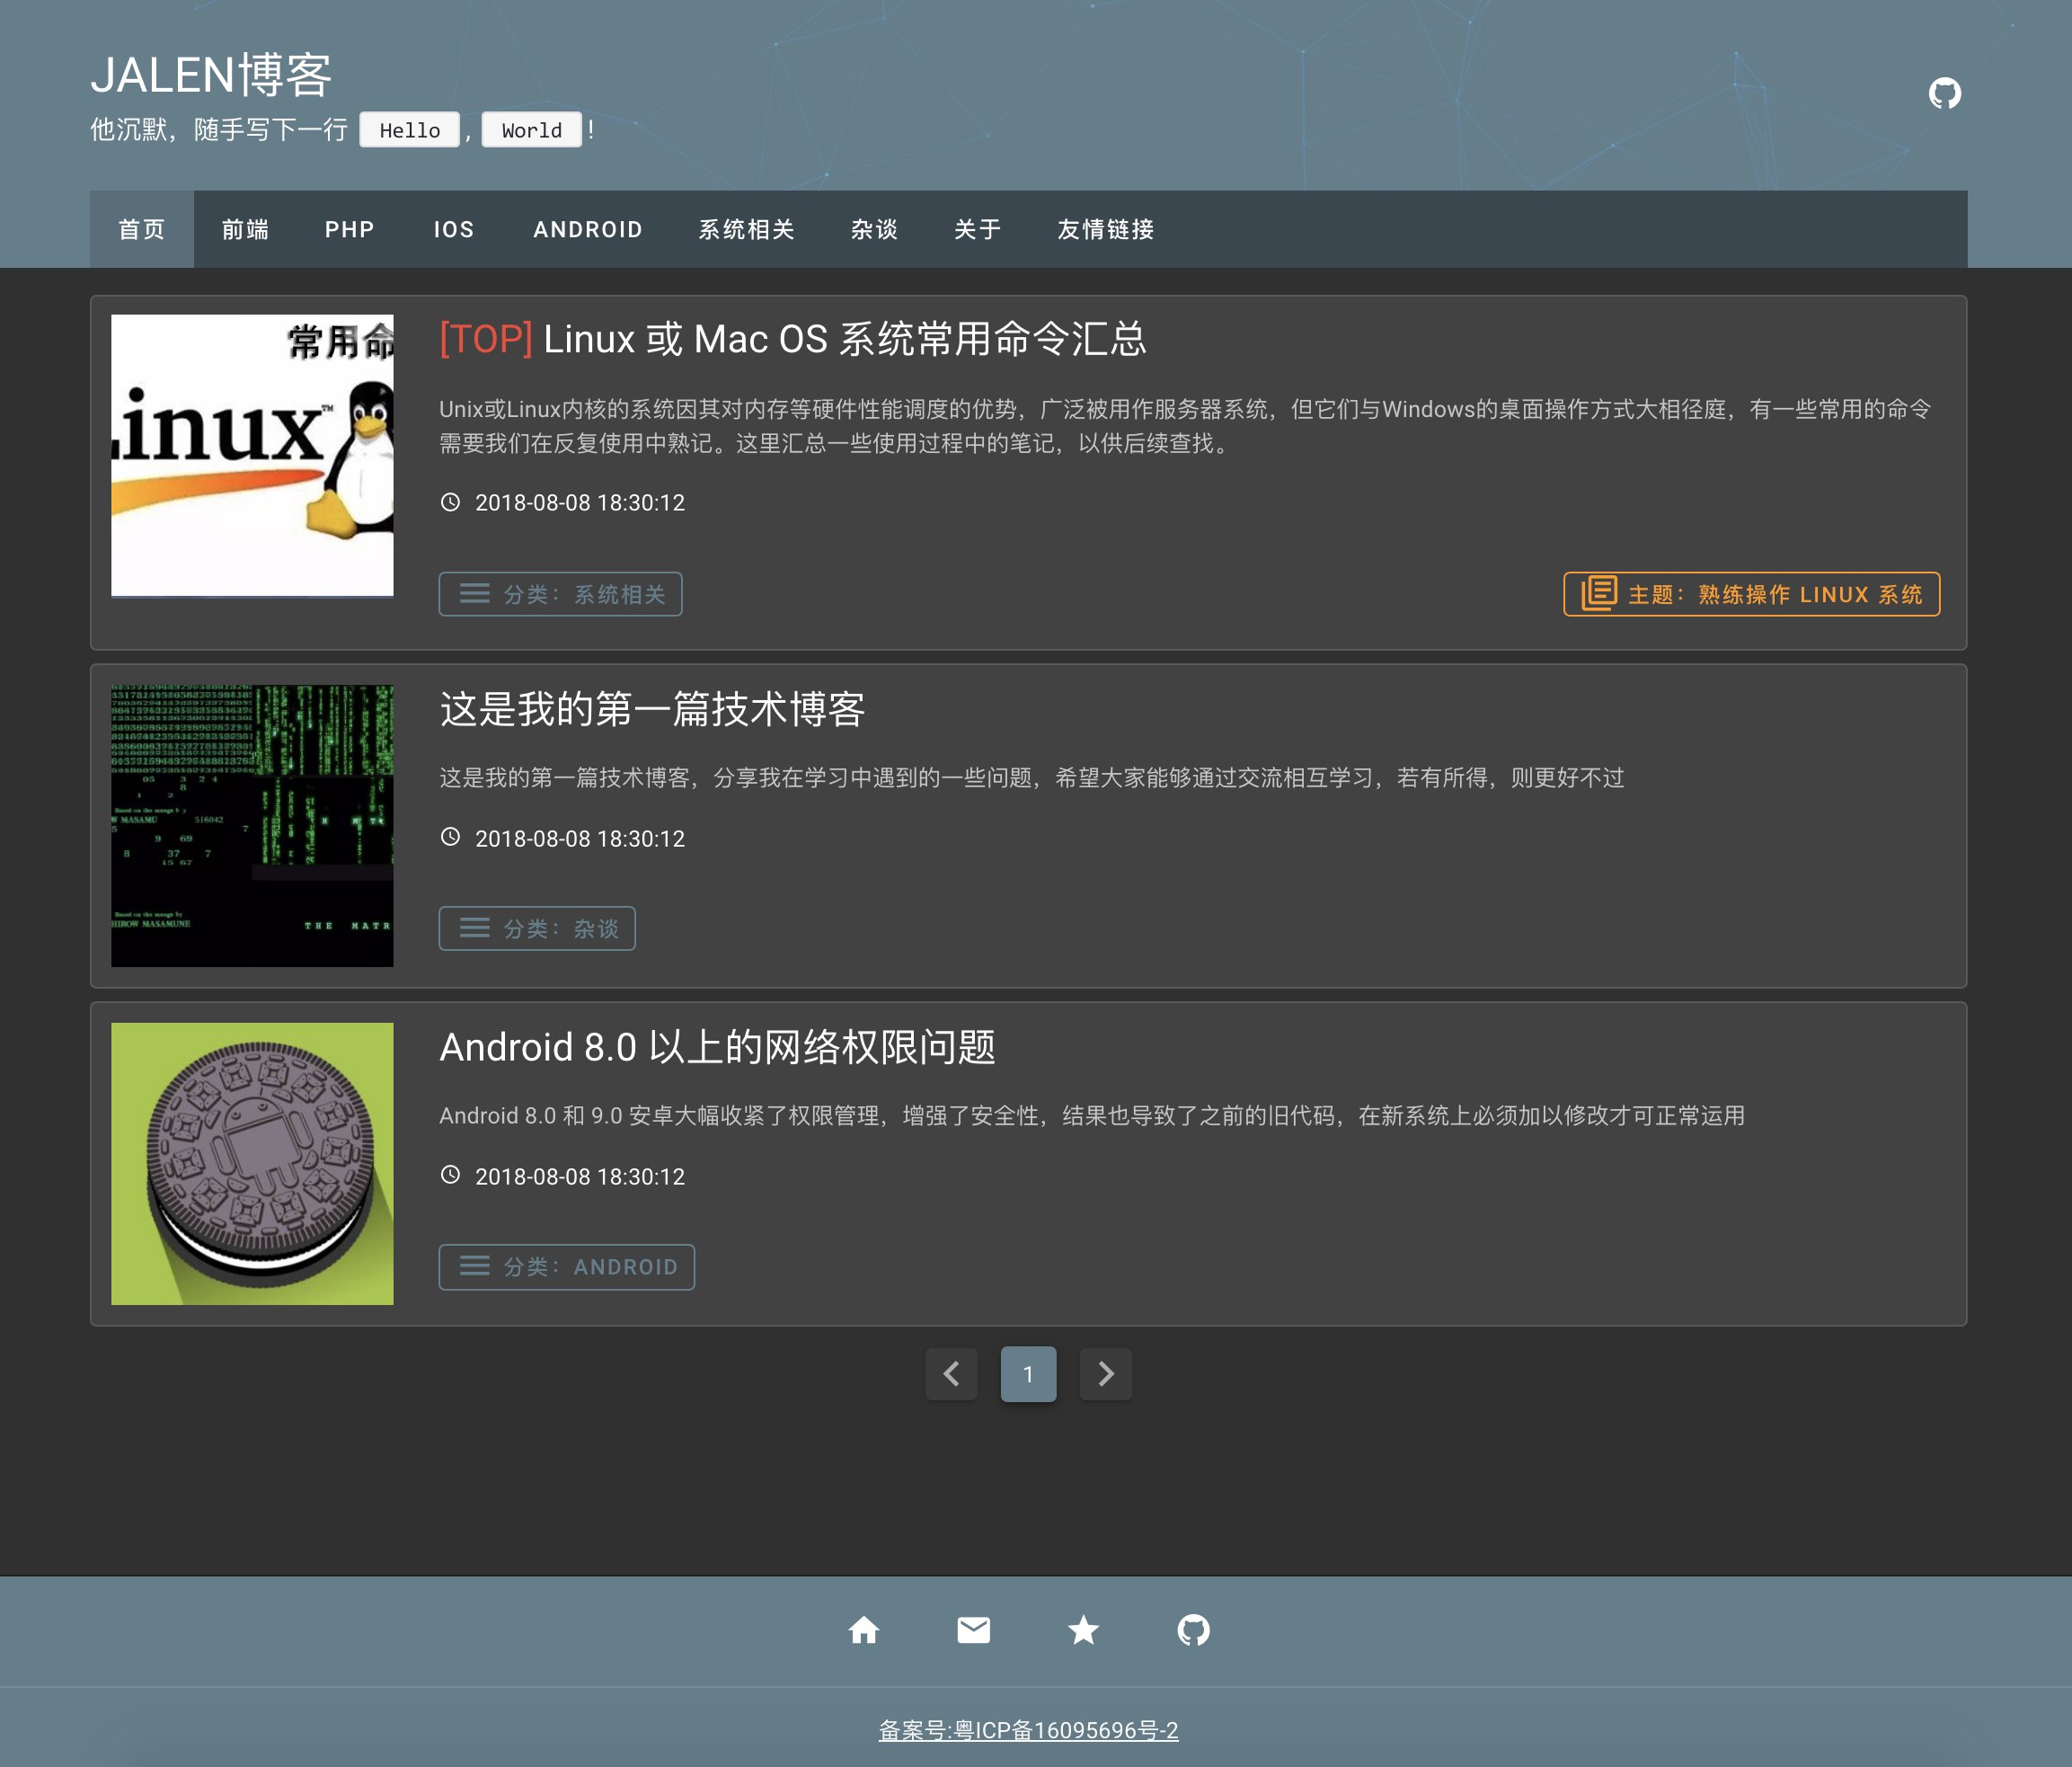 JALEN博客
他沉默，随手写下一行 Hello , World !
首页 前端 PHP IOS ANDROID 系统相关 杂谈 关于 友情链接
常用命
Linux™
[TOP] Linux 或 Mac OS 系统常用命令汇总
Unix或Linux内核的系统因其对内存等硬件性能调度的优势，广泛被用作服务器系统，但它们与Windows的桌面操作方式大相径庭，有一些常用的命令
需要我们在反复使用中熟记。这里汇总一些使用过程中的笔记，以供后续查找。
2018-08-08 18:30:12
分类：系统相关
主题：熟练操作 LINUX 系统
这是我的第一篇技术博客
这是我的第一篇技术博客，分享我在学习中遇到的一些问题，希望大家能够通过交流相互学习，若有所得，则更好不过
2018-08-08 18:30:12
Based on the manga by
HIROW MASAMUNE
THE MATR
分类：杂谈
Android 8.0 以上的网络权限问题
Android 8.0 和 9.0 安卓大幅收紧了权限管理，增强了安全性，结果也导致了之前的旧代码，在新系统上必须加以修改才可正常运用
2018-08-08 18:30:12
分类：ANDROID
1
备案号:粤ICP备16095696号-2